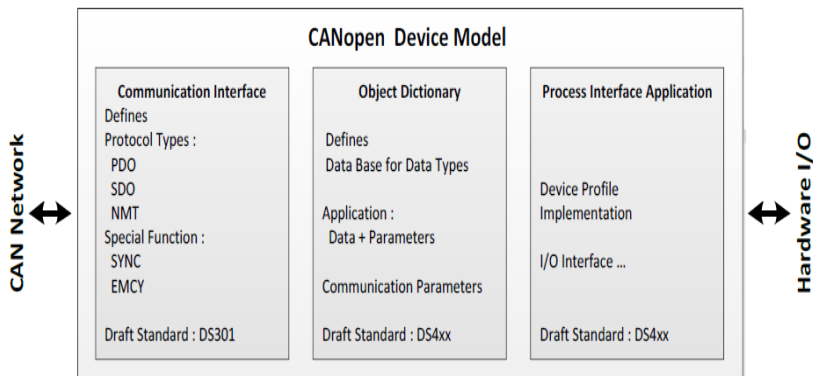 CANopen Device Model
CAN Network
Communication Interface
Defines
Protocol Types :
PDO
SDO
NMT
Special Function :
SYNC
EMCY
Draft Standard : DS301
Object Dictionary
Defines
Data Base for Data Types
Application :
Data + Parameters
Communication Parameters
Draft Standard : DS4xx
Process Interface Application
Device Profile
Implementation
I/O Interface ...
Draft Standard : DS4xx
Hardware I/O